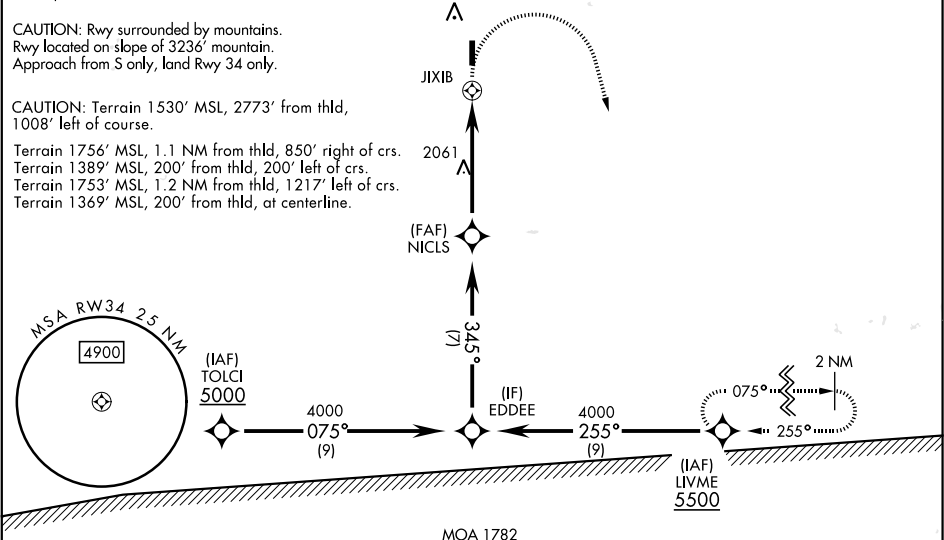 CAUTION: Rwy surrounded by mountains.
Rwy located on slope of 3236' mountain.
Approach from S only, land Rwy 34 only.
CAUTION: Terrain 1530' MSL, 2773' from thld,
1008' left of course.
Terrain 1756' MSL, 1.1 NM from thld, 850' right of crs.
Terrain 1389' MSL, 200' from thld, 200' left of crs.
Terrain 1753' MSL, 1.2 NM from thld, 1217' left of crs.
Terrain 1369' MSL, 200' from thld, at centerline.
JIXIB
2061
(FAF)
NICLS
345°
(7)
MSA RW34 25 NM
4900
(IAF)
TOLCI
5000
4000
075°
(9)
(IF)
EDDEE
4000
255°
(9)
2 NM
075°
255°
(IAF)
LIVME
5500
MOA 1782